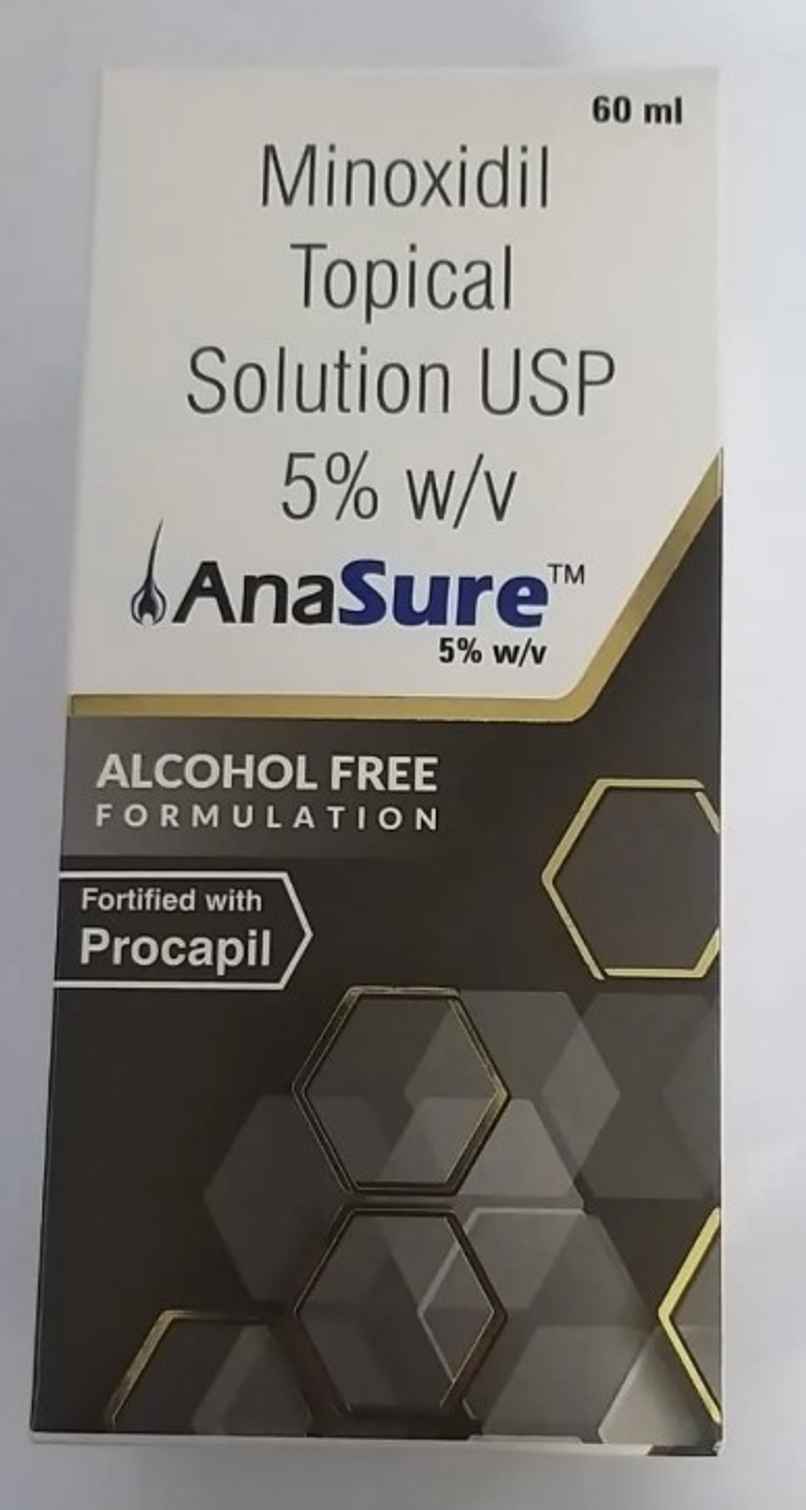 60 ml
Minoxidil
Topical
Solution USP
5% w/v
AnaSure™
5% w/v
ALCOHOL FREE
FORMULATION
Fortified with
Procapil